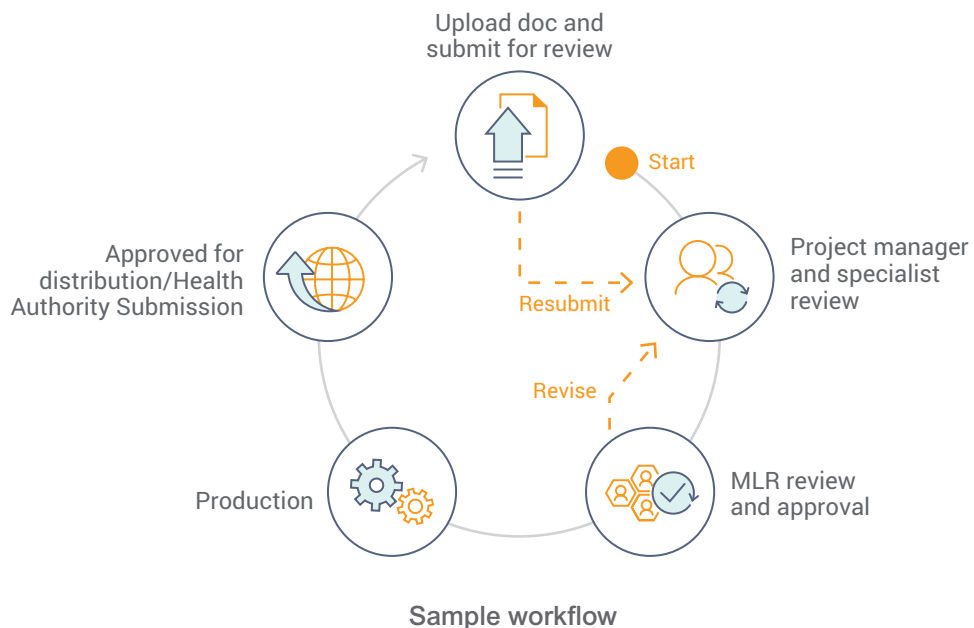 Upload doc and
submit for review
Start
Project manager
and specialist
review
Resubmit
Revise
MLR review
and approval
Production
Approved for
distribution/Health
Authority Submission
Sample workflow